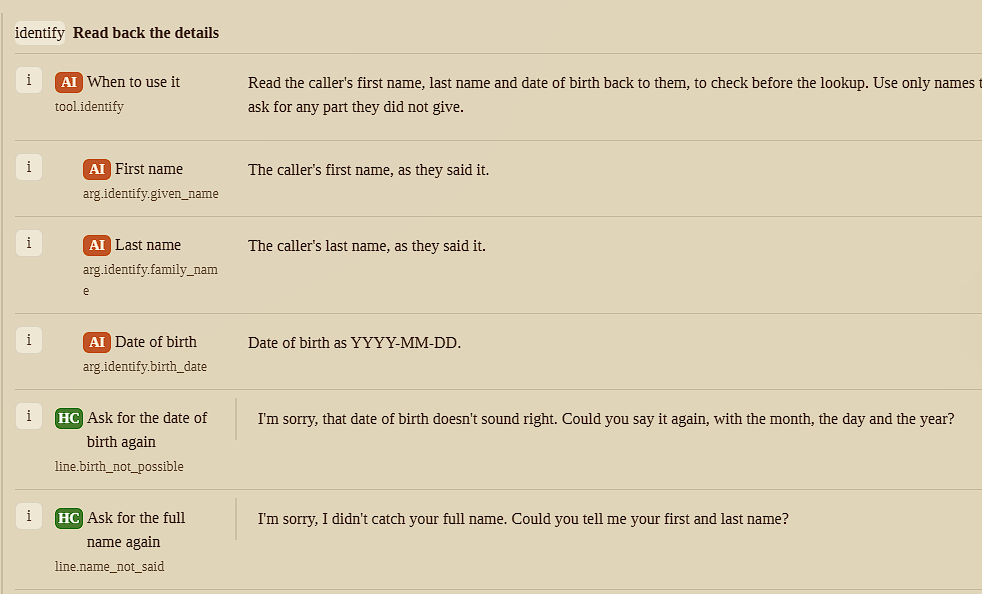 identify Read back the details
i AI When to use it Read the caller's first name, last name and date of birth back to them, to check before the lookup. Use only names
tool.identify ask for any part they did not give.
i AI First name The caller's first name, as they said it.
arg.identify.given_name
i AI Last name The caller's last name, as they said it.
arg.identify.family_nam
e
i AI Date of birth Date of birth as YYYY-MM-DD.
arg.identify.birth_date
i HC Ask for the date of I'm sorry, that date of birth doesn't sound right. Could you say it again, with the month, the day and the year?
birth again
line.birth_not_possible
i HC Ask for the full I'm sorry, I didn't catch your full name. Could you tell me your first and last name?
name again
line.name_not_said